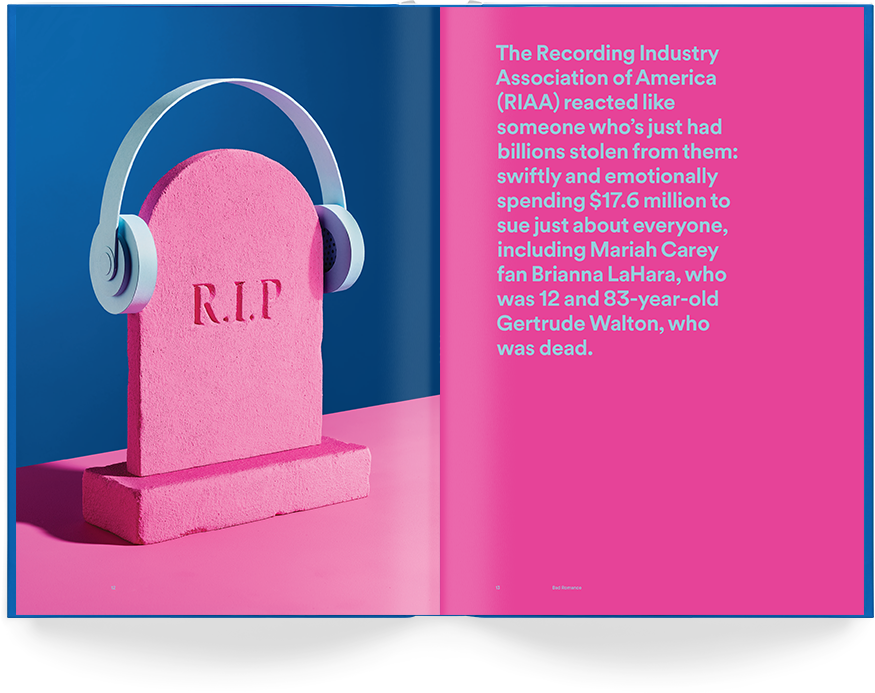 R.I.P
The Recording Industry
Association of America
(RIAA) reacted like
someone who’s just had
billions stolen from them:
swiftly and emotionally
spending $17.6 million to
sue just about everyone,
including Mariah Carey
fan Brianna LaHara, who
was 12 and 83-year-old
Gertrude Walton, who
was dead.
Bad Romance